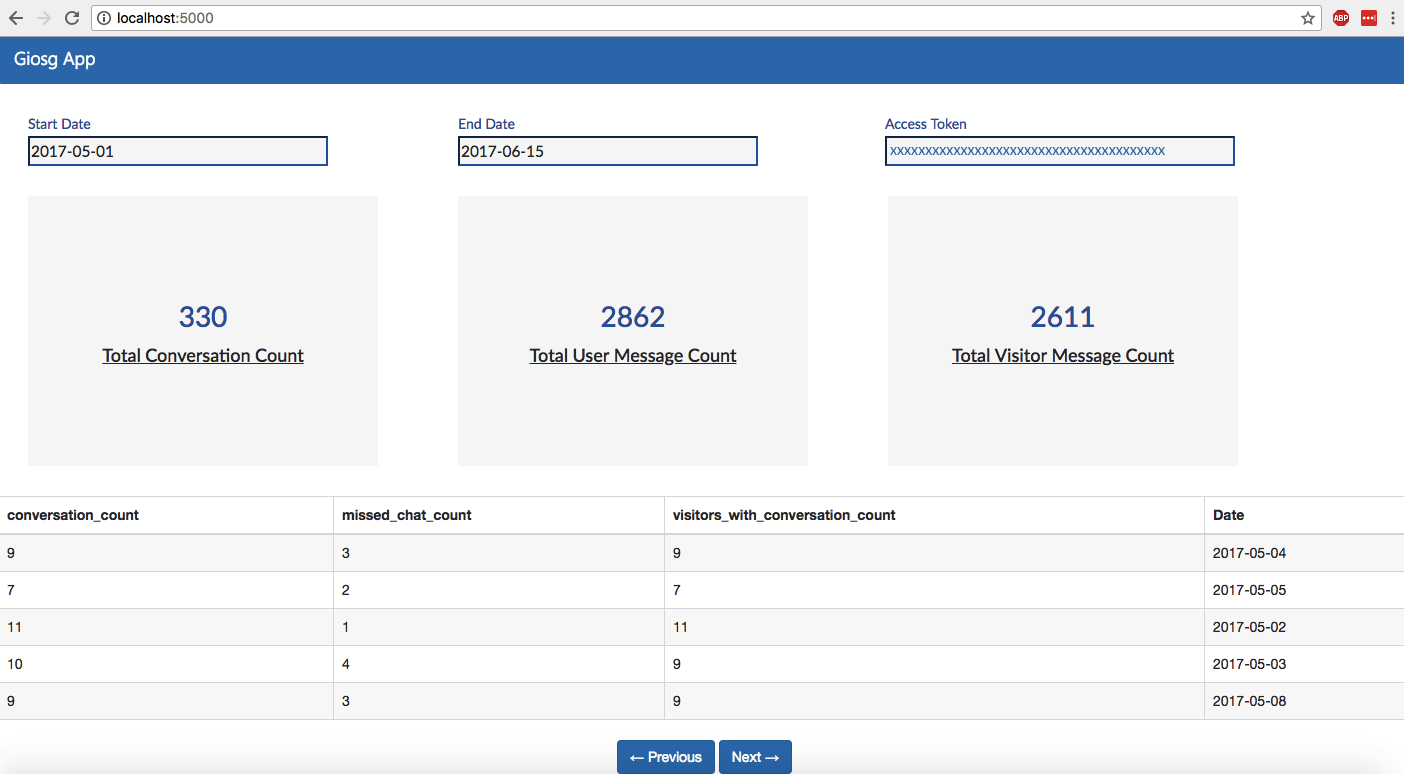 localhost:5000
ABP
Giosg App
Start Date End Date Access Token
2017-05-01 2017-06-15 xxxxxxxxxxxxxxxxxxxxxxxxxxxxxxxxxxxxxxx
330 2862 2611
Total Conversation Count Total User Message Count Total Visitor Message Count
conversation_count missed_chat_count visitors_with_conversation_count Date
9 3 9 2017-05-04
7 2 7 2017-05-05
11 1 11 2017-05-02
10 4 9 2017-05-03
9 3 9 2017-05-08
← Previous Next →